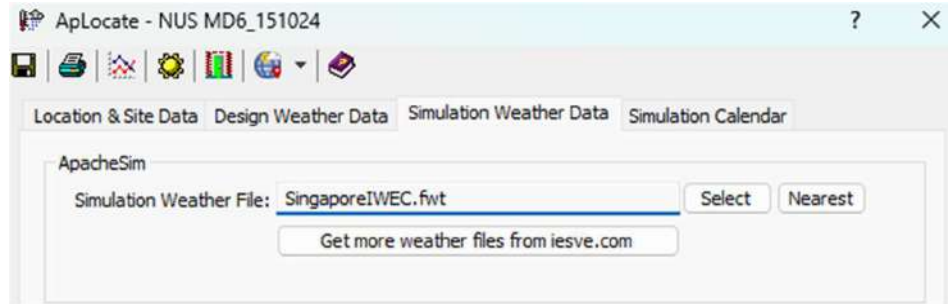 ApLocate - NUS MD6_151024 ?
Location & Site Data Design Weather Data Simulation Weather Data Simulation Calendar
ApacheSim
Simulation Weather File: SingaporeIWEC.fwt Select Nearest
Get more weather files from iesve.com